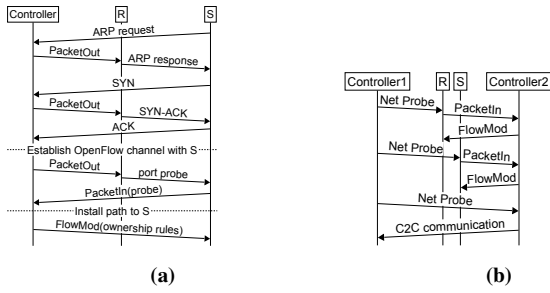 Controller R S
ARP request
PacketOut
ARP response
SYN
PacketOut
SYN-ACK
ACK
Establish OpenFlow channel with S
PacketOut
port probe
PacketIn(probe)
Install path to S
FlowMod(ownership rules)
(a)
Controller1 R S Controller2
Net Probe
PacketIn
FlowMod
Net Probe
PacketIn
FlowMod
Net Probe
C2C communication
(b)